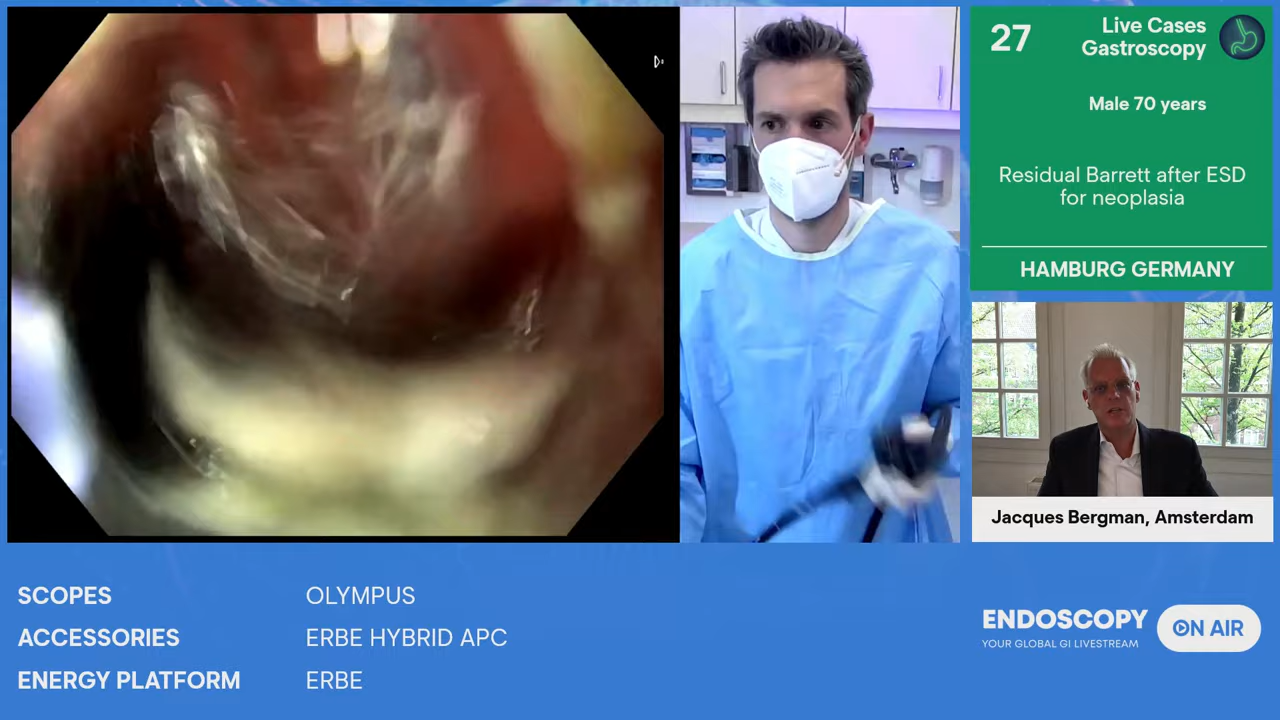 27
Live Cases
Gastroscopy
Male 70 years
Residual Barrett after ESD
for neoplasia
HAMBURG GERMANY
Jacques Bergman, Amsterdam
SCOPES OLYMPUS
ACCESSORIES ERBE HYBRID APC
ENERGY PLATFORM ERBE
ENDOSCOPY ON AIR
YOUR GLOBAL GI LIVESTREAM